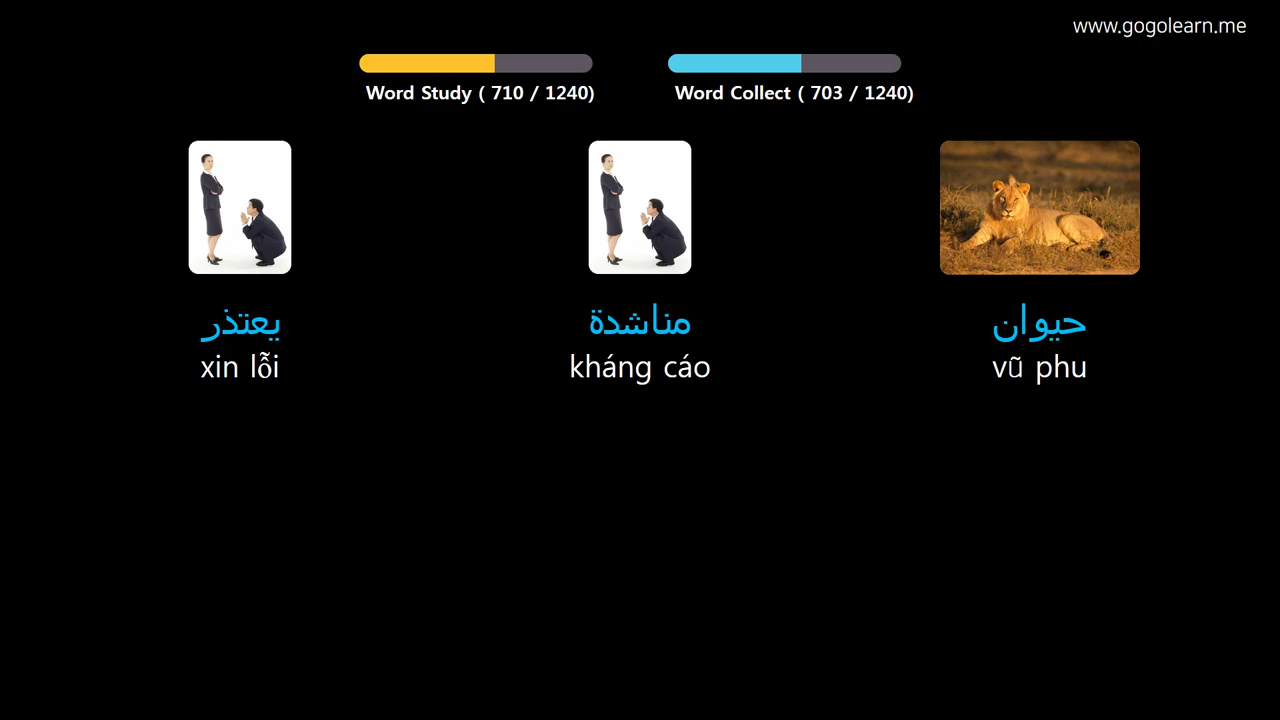 www.gogolearn.me
Word Study ( 710 / 1240)
Word Collect ( 703 / 1240)
يعتذر
xin lỗi
مناشدة
kháng cáo
حيوان
vũ phu